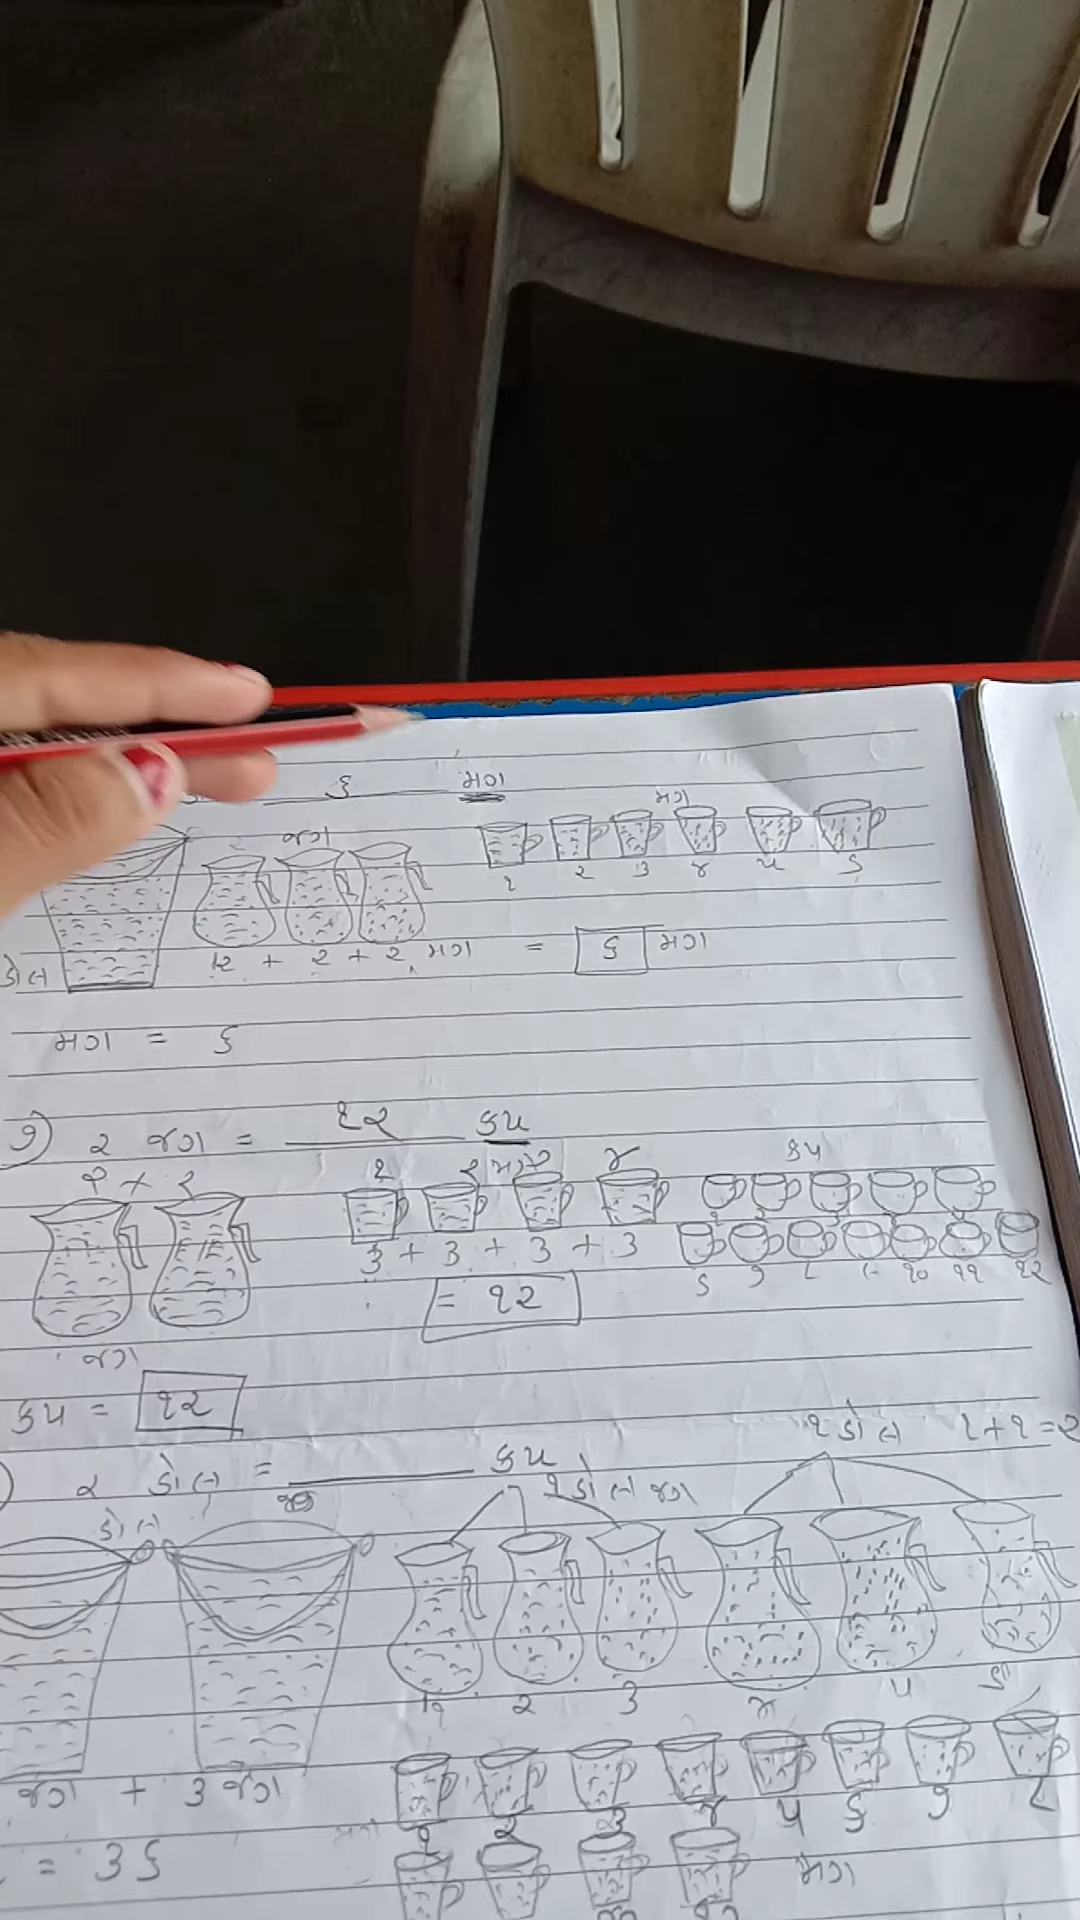 ૬ મગ
જગ મગ
૧ ૨ ૩ ૪ ૫ ૬
ડોલ ૨ + ૨ + ૨ મગ = ૬ મગ
મગ = ૬
૭) ૨ જગ = ૧૨ કપ
૧ + ૨ ૧ ૨ મગ ૪ કપ
૩ + ૩ + ૩ + ૩
૬ ૭ ૮ ૯ ૧૦ ૧૧ ૧૨
= ૧૨
જગ
કપ = ૧૨
૧ ડોલ ૧+૧=૨
૨ ડોલ = કપ
ડોલ ૧ ડોલ જગ
૧ ૨ ૩ ૪ ૫ ૬
જગ + ૩ જગ
૧ ૨ ૩ ૪ ૫ ૬ ૭ ૮
= ૩૬ મગ